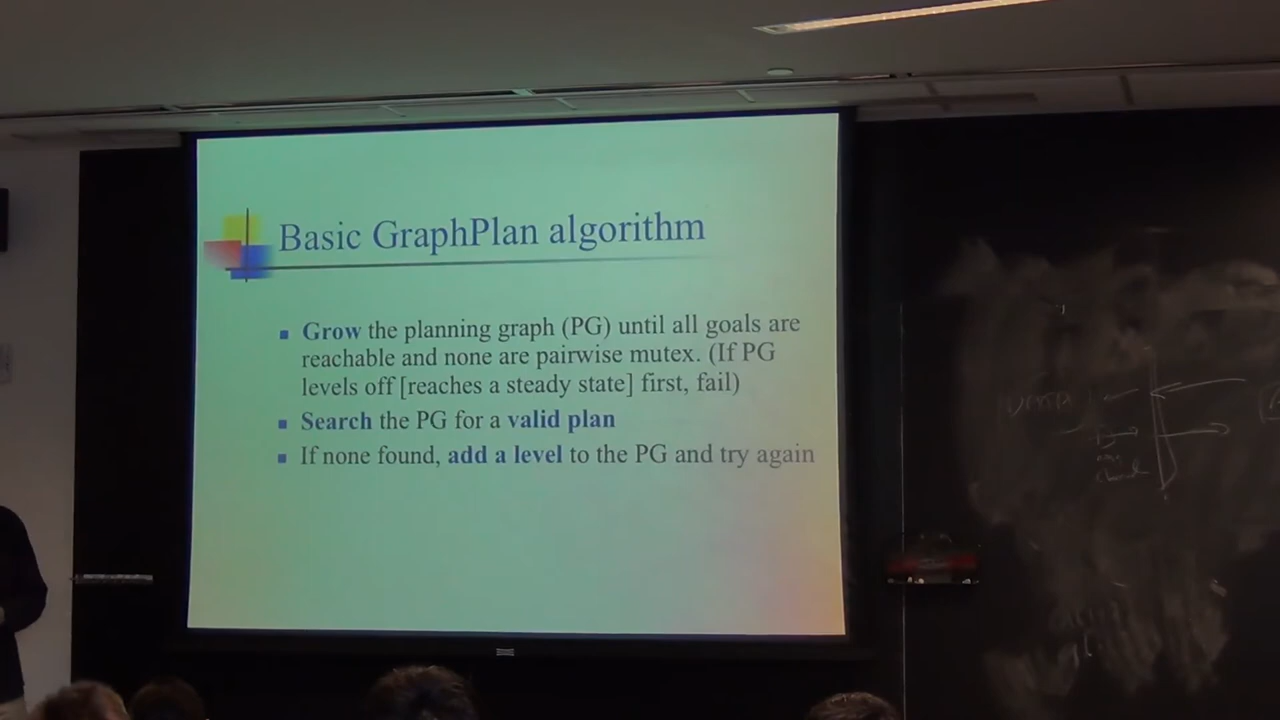 Basic GraphPlan algorithm
Grow the planning graph (PG) until all goals are
reachable and none are pairwise mutex. (If PG
levels off [reaches a steady state] first, fail)
Search the PG for a valid plan
If none found, add a level to the PG and try again